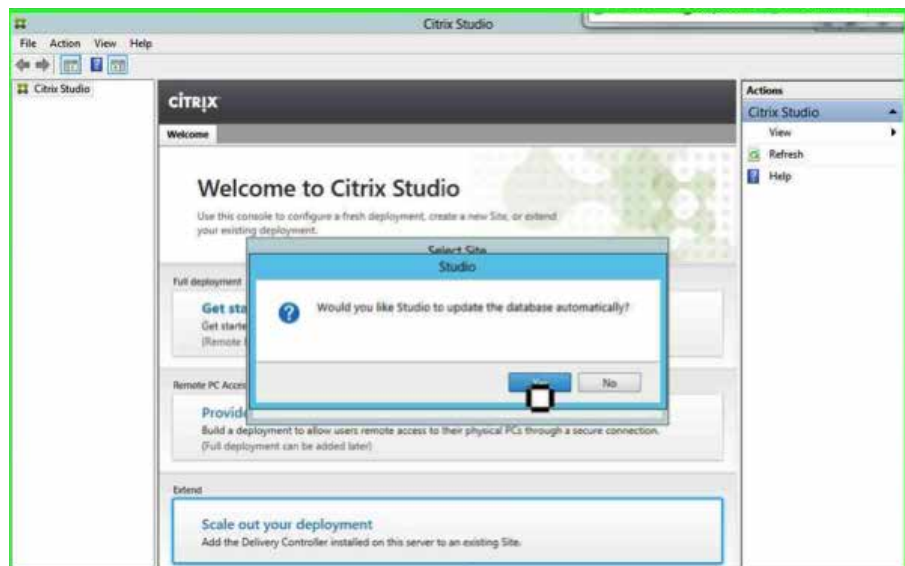 Citrix Studio
File Action View Help
Citrix Studio
CİTRIX
Welcome
Welcome to Citrix Studio
Use this console to configure a fresh deployment, create a new Site, or extend
your existing deployment.
Select Site
Studio
Would you like Studio to update the database automatically?
No
Full deployment
Get sta
Get starte
(Remote
Remote PC Acces
Provide
Build a deployment to allow users remote access to their physical PCs through a secure connection.
(Full deployment can be added later)
Extend
Scale out your deployment
Add the Delivery Controller installed on this server to an existing Site.
Actions
Citrix Studio
View
Refresh
Help